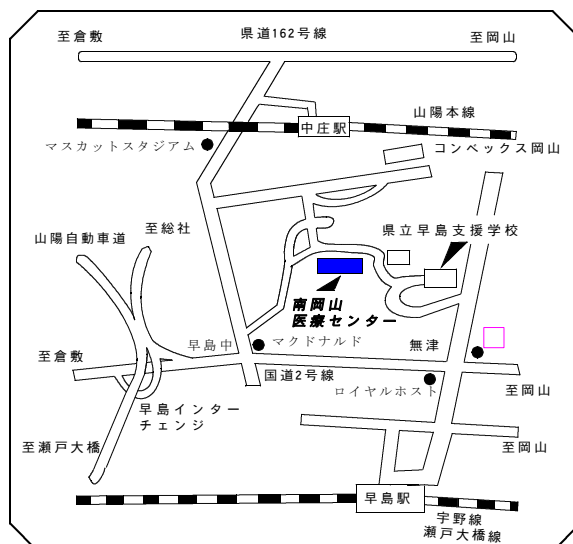 至倉敷
県道162号線
至岡山
山陽本線
中庄駅
マスカットスタジアム
コンベックス岡山
至総社
県立早島支援学校
山陽自動車道
南岡山
医療センター
早島中
マクドナルド
無津
至倉敷
国道2号線
ロイヤルホスト
至岡山
早島インター
チェンジ
至瀬戸大橋
至岡山
早島駅
宇野線
瀬戸大橋線